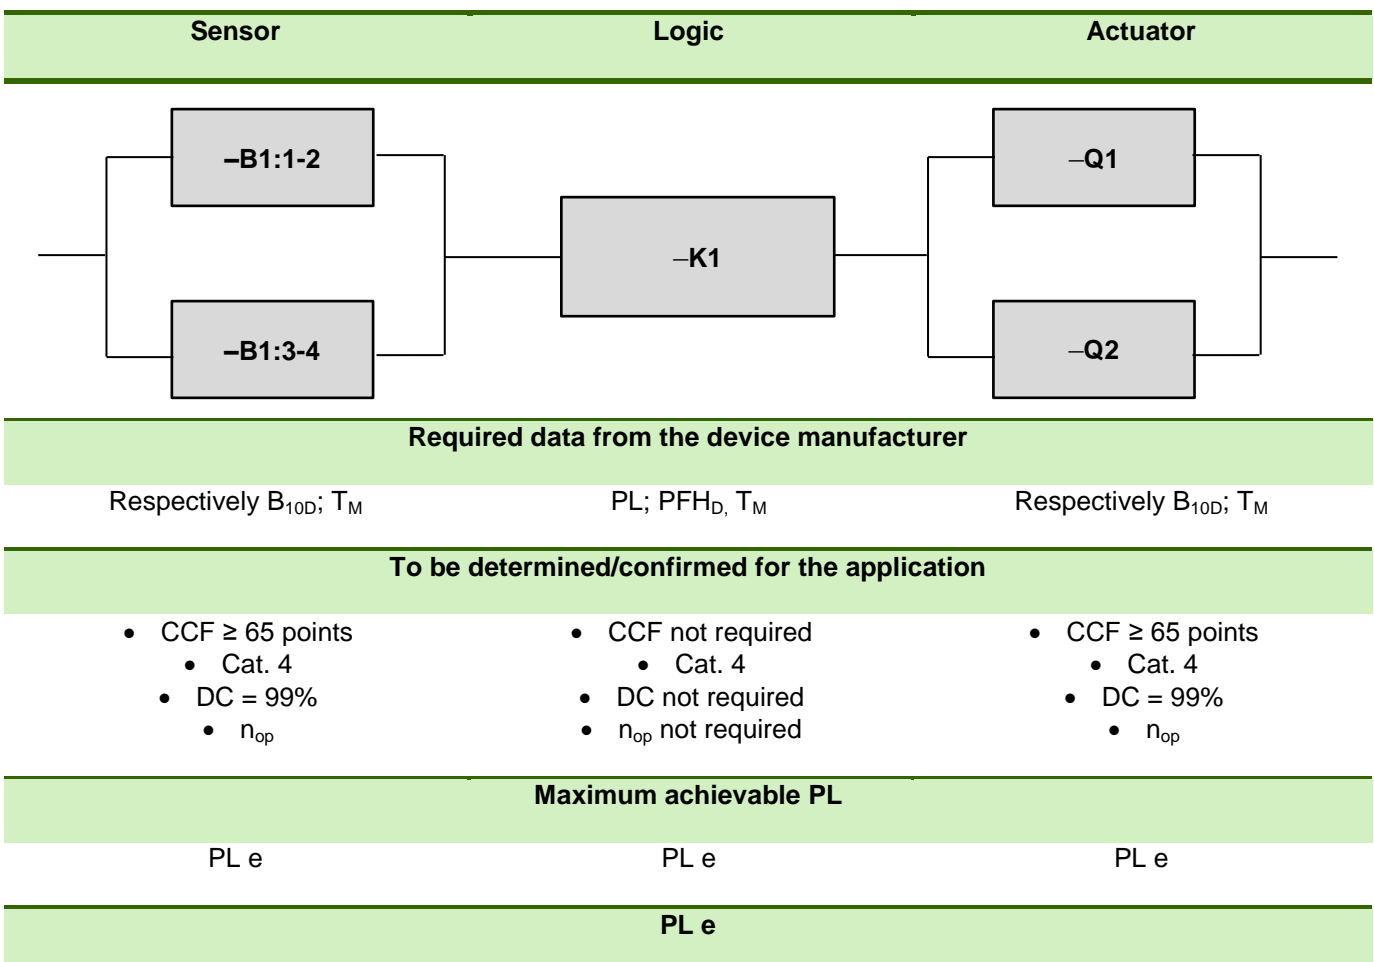 Sensor Logic Actuator
–B1:1-2 –Q1
–K1
–B1:3-4 –Q2
Required data from the device manufacturer
Respectively B10D; TM PL; PFHD, TM Respectively B10D; TM
To be determined/confirmed for the application
• CCF ≥ 65 points • CCF not required • CCF ≥ 65 points
• Cat. 4 • Cat. 4 • Cat. 4
• DC = 99% • DC not required • DC = 99%
• nop • nop not required • nop
Maximum achievable PL
PL e PL e PL e
PL e